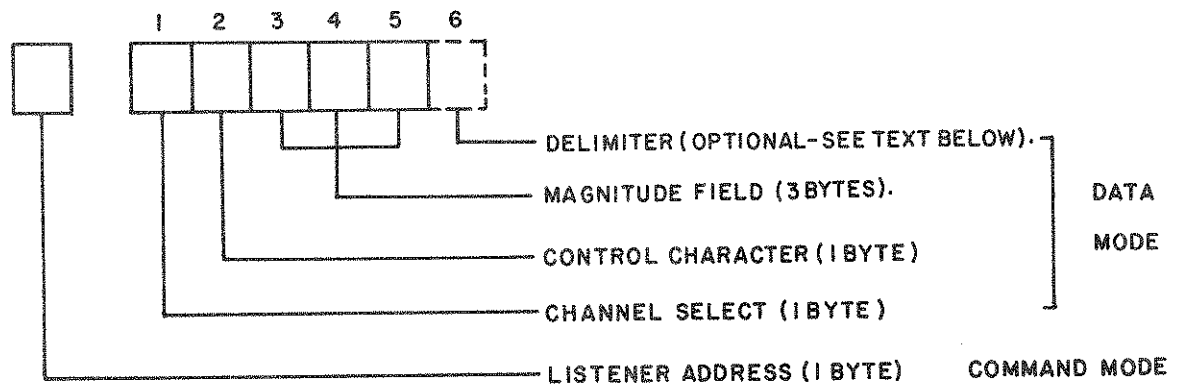 1 2 3 4 5 6
DELIMITER (OPTIONAL-SEE TEXT BELOW).
MAGNITUDE FIELD (3 BYTES).
CONTROL CHARACTER (1 BYTE)
CHANNEL SELECT (1 BYTE)
LISTENER ADDRESS (1 BYTE)
DATA
MODE
COMMAND MODE